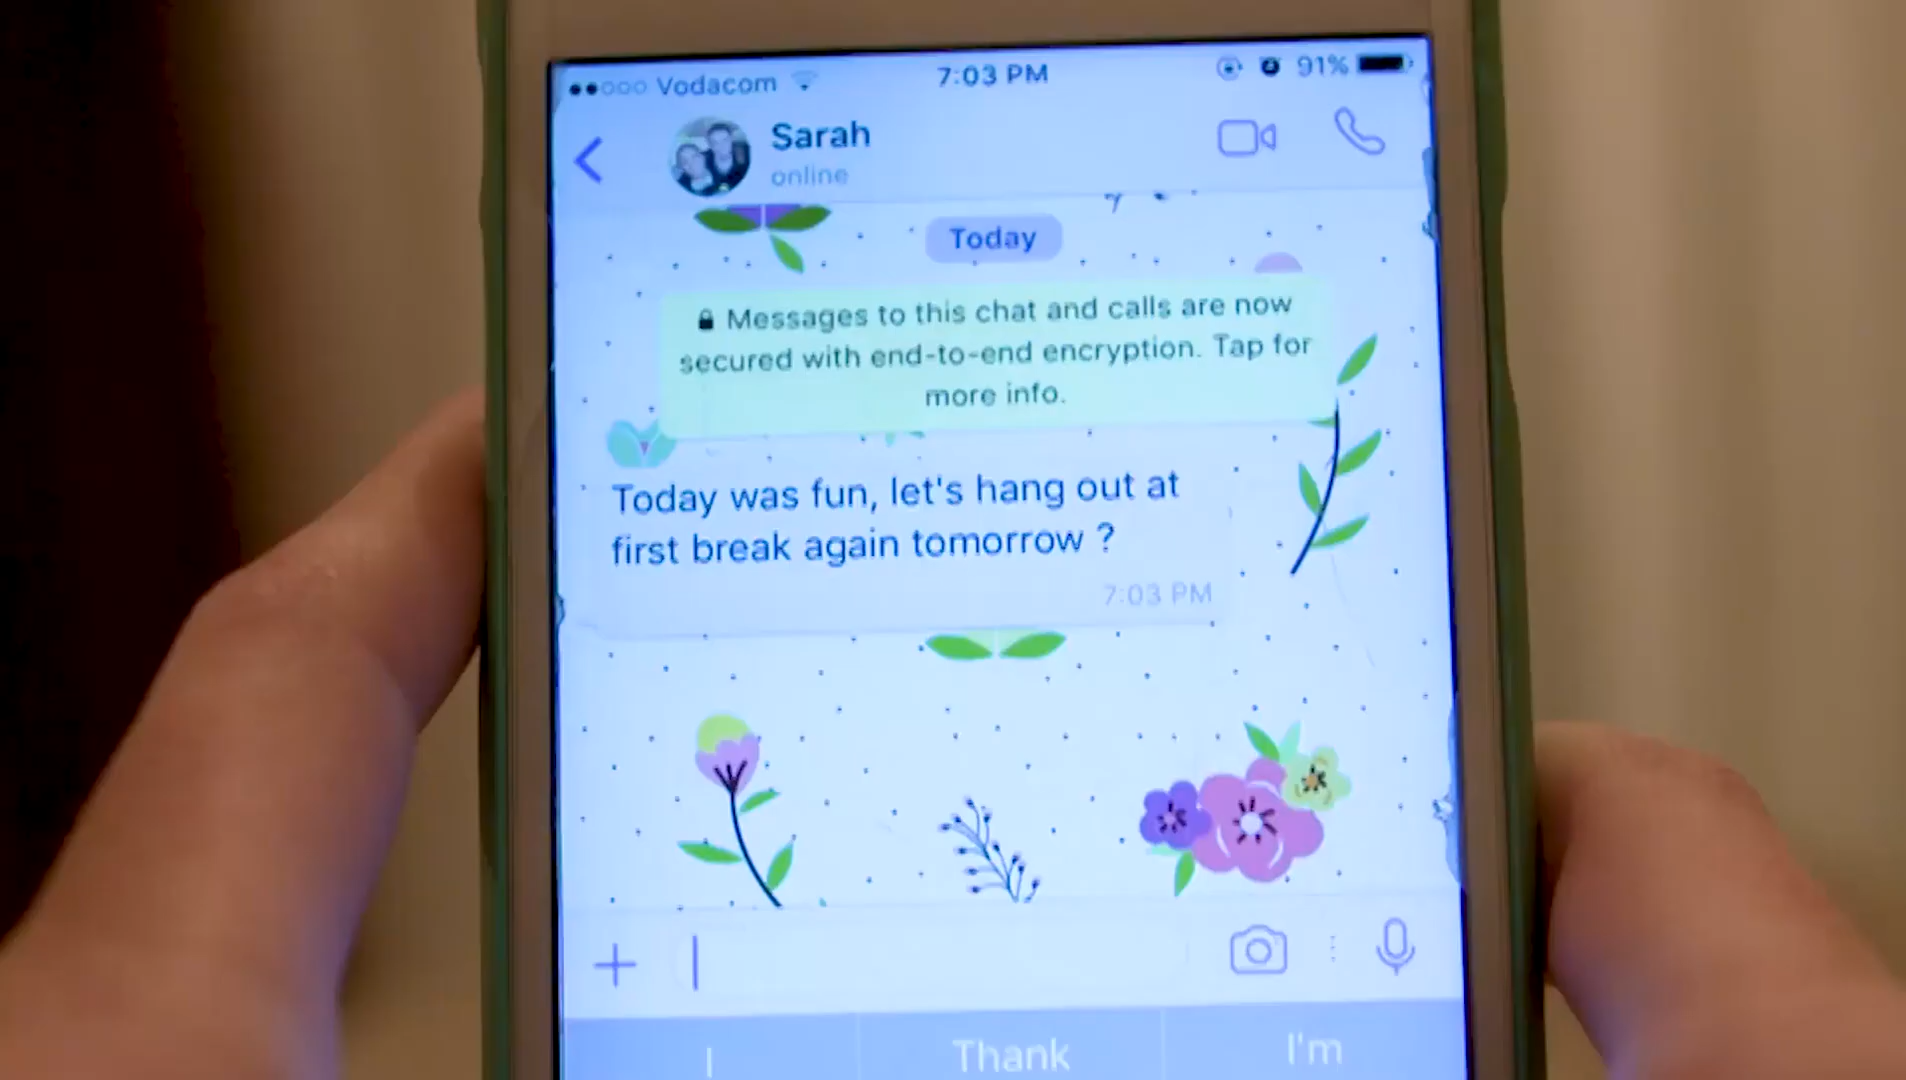 Vodacom 7:03 PM 91%
Sarah
online
Today
Messages to this chat and calls are now
secured with end-to-end encryption. Tap for
more info.
Today was fun, let's hang out at
first break again tomorrow ?
7:03 PM
I Thank I'm